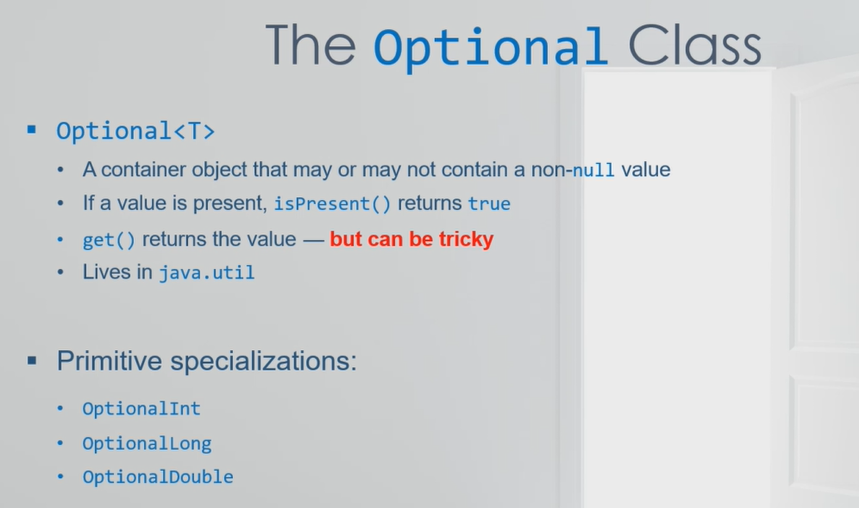 The Optional Class
▪ Optional<T>
• A container object that may or may not contain a non-null value
• If a value is present, isPresent() returns true
• get() returns the value — but can be tricky
• Lives in java.util
▪ Primitive specializations:
• OptionalInt
• OptionalLong
• OptionalDouble